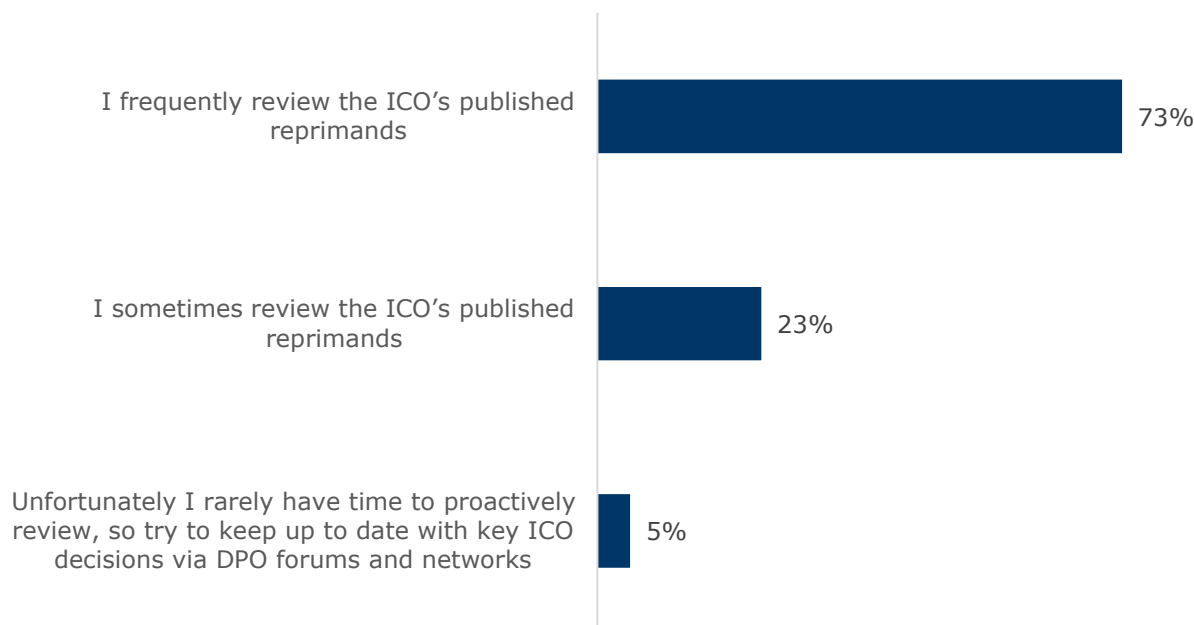 I frequently review the ICO’s published
reprimands
73%
I sometimes review the ICO’s published
reprimands
23%
Unfortunately I rarely have time to proactively
review, so try to keep up to date with key ICO
decisions via DPO forums and networks
5%